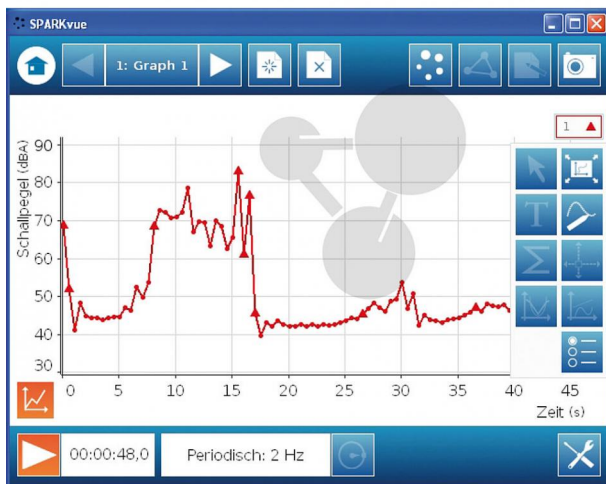 SPARKvue
1: Graph 1
1
Schallpegel (dBA)
90
80
70
60
50
40
30
0 5 10 15 20 25 30 35 40 45
Zeit (s)
T
Σ
00:00:48,0
Periodisch: 2 Hz